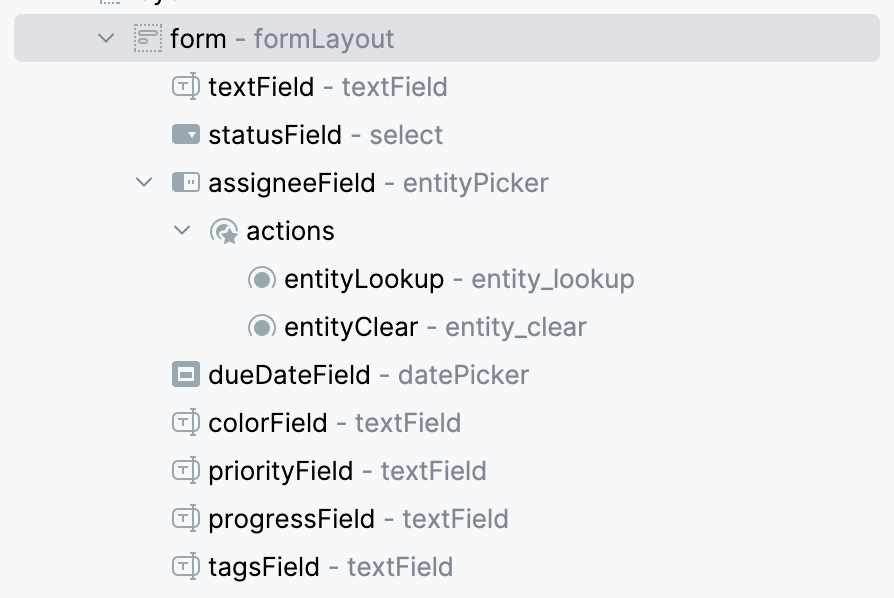 form - formLayout
textField - textField
statusField - select
assigneeField - entityPicker
actions
entityLookup - entity_lookup
entityClear - entity_clear
dueDateField - datePicker
colorField - textField
priorityField - textField
progressField - textField
tagsField - textField